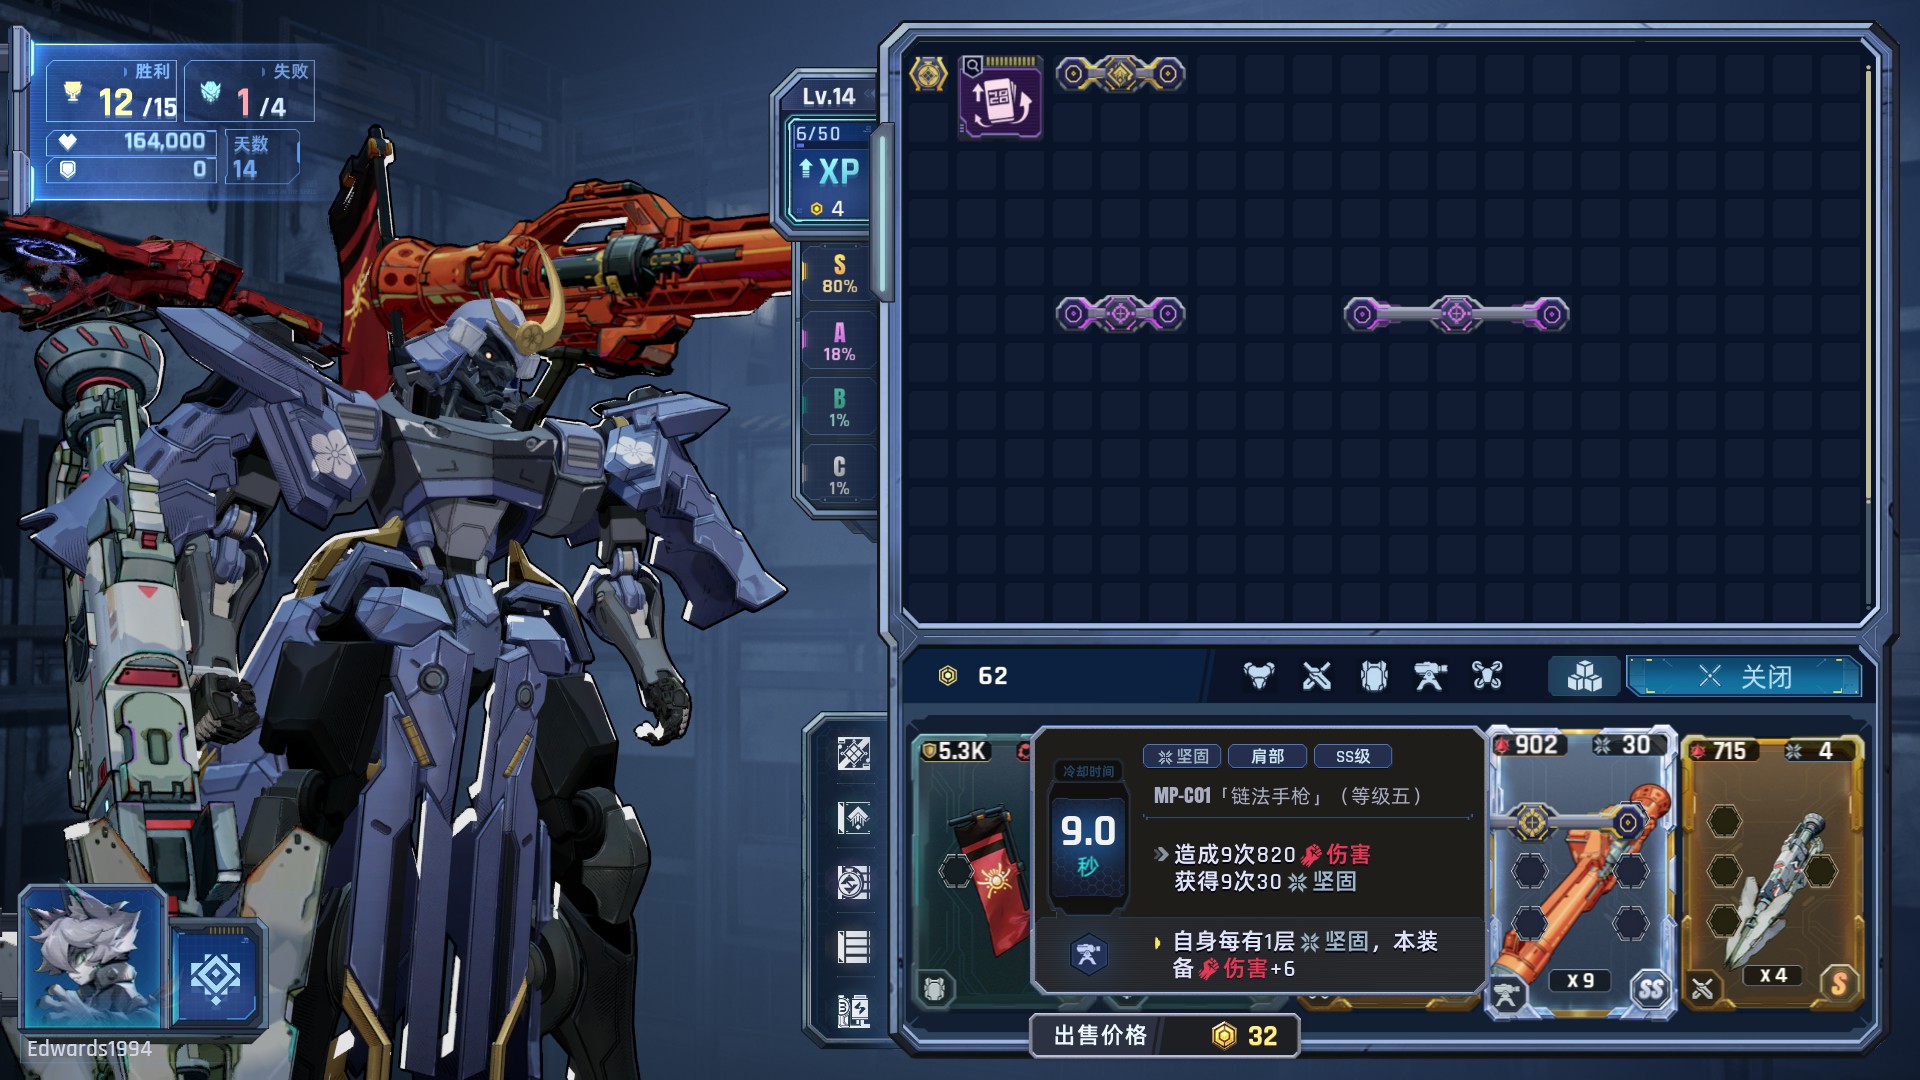 胜利
12 /15
失败
1 /4
164,000
0
天数
14
Lv.14
6/50
XP
4
S
80%
A
18%
B
1%
C
1%
62
关闭
5.3K
冷却时间
9.0
秒
坚固
肩部
SS级
MP-C01「链法手枪」（等级五）
造成9次820伤害
获得9次30坚固
自身每有1层坚固，本装
备伤害+6
出售价格
32
902
30
X9
SS
715
4
X4
S
Edwards1994